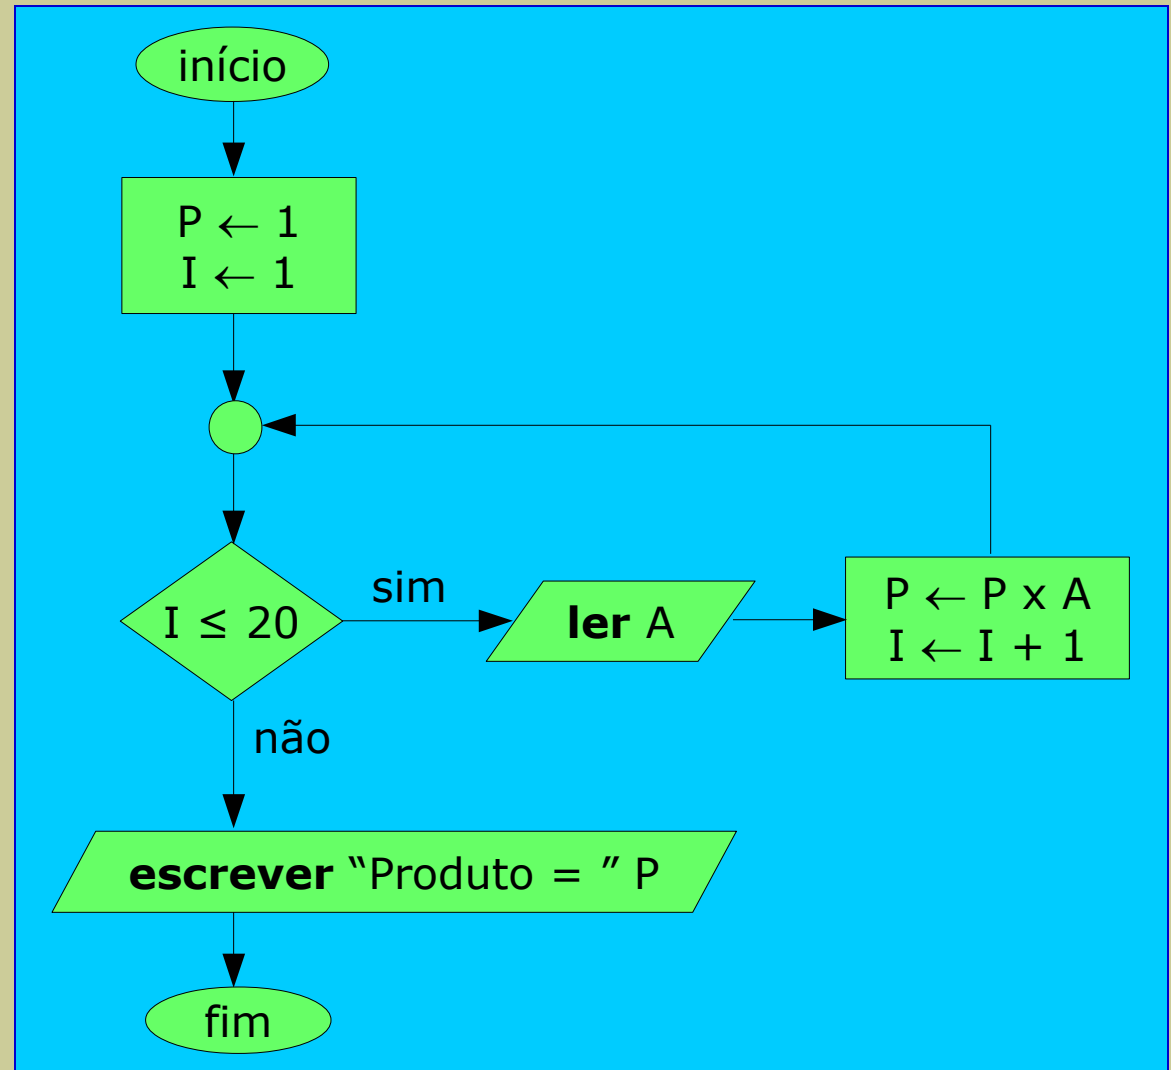 início
P ← 1
I ← 1
I ≤ 20
sim
ler A
P ← P x A
I ← I + 1
não
escrever “Produto = ” P
fim